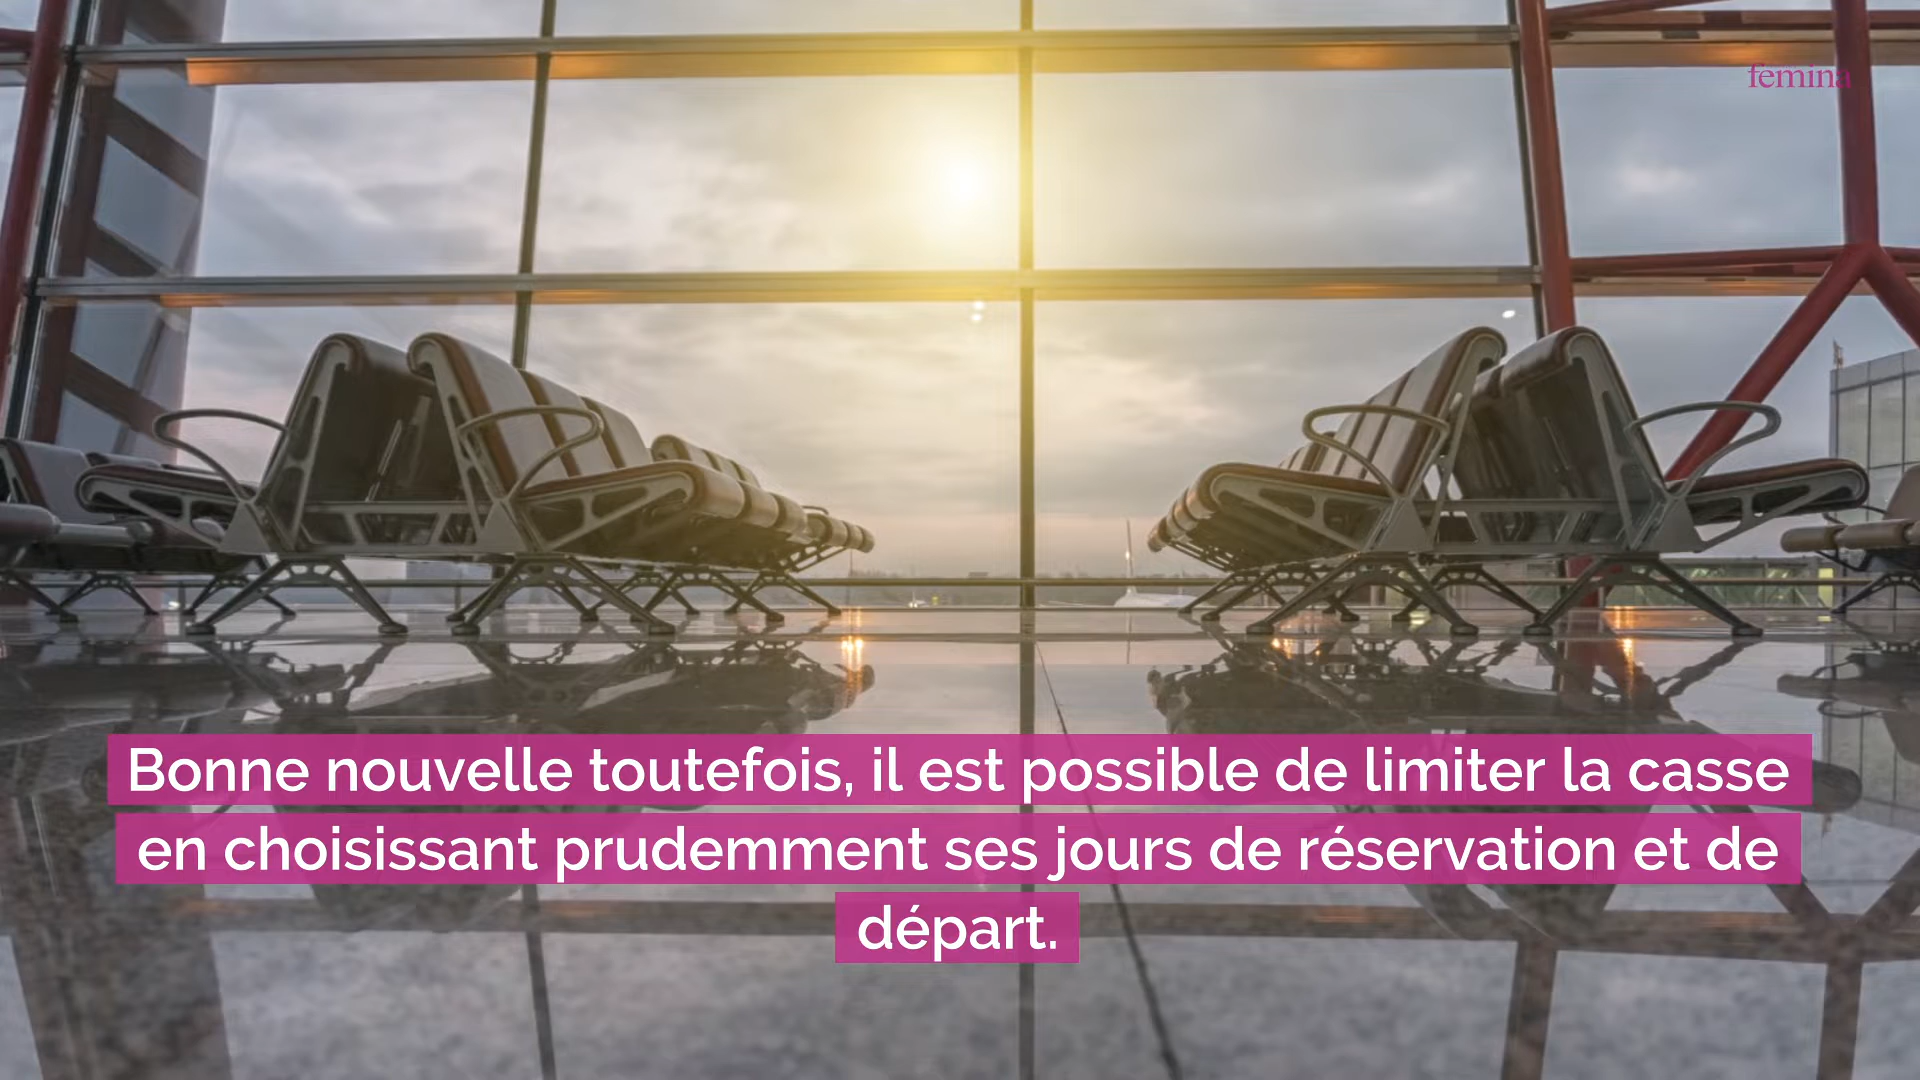 femina
Bonne nouvelle toutefois, il est possible de limiter la casse
en choisissant prudemment ses jours de réservation et de
départ.